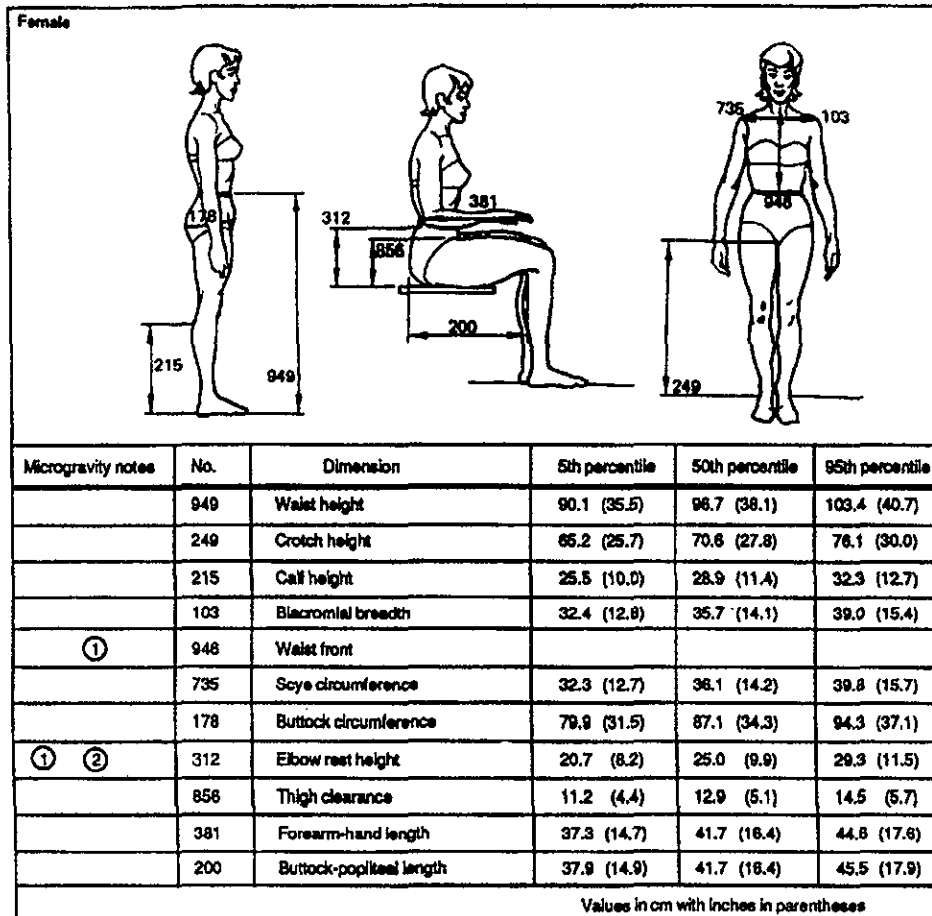 Female
735 103
178 312 381 948
856
200
215 949 249
Microgravity notes No. Dimension 5th percentile 50th percentile 95th percentile
949 Waist height 90.1 (35.5) 96.7 (38.1) 103.4 (40.7)
249 Crotch height 65.2 (25.7) 70.6 (27.8) 76.1 (30.0)
215 Calf height 25.5 (10.0) 28.9 (11.4) 32.3 (12.7)
103 Biacromial breadth 32.4 (12.8) 35.7 (14.1) 39.0 (15.4)
① 948 Waist front
735 Scye circumference 32.3 (12.7) 36.1 (14.2) 39.8 (15.7)
178 Buttock circumference 79.9 (31.5) 87.1 (34.3) 94.3 (37.1)
① ② 312 Elbow rest height 20.7 (8.2) 25.0 (9.9) 29.3 (11.5)
856 Thigh clearance 11.2 (4.4) 12.9 (5.1) 14.5 (5.7)
381 Forearm-hand length 37.3 (14.7) 41.7 (16.4) 44.6 (17.6)
200 Buttock-popliteal length 37.9 (14.9) 41.7 (16.4) 45.5 (17.9)
Values in cm with inches in parentheses